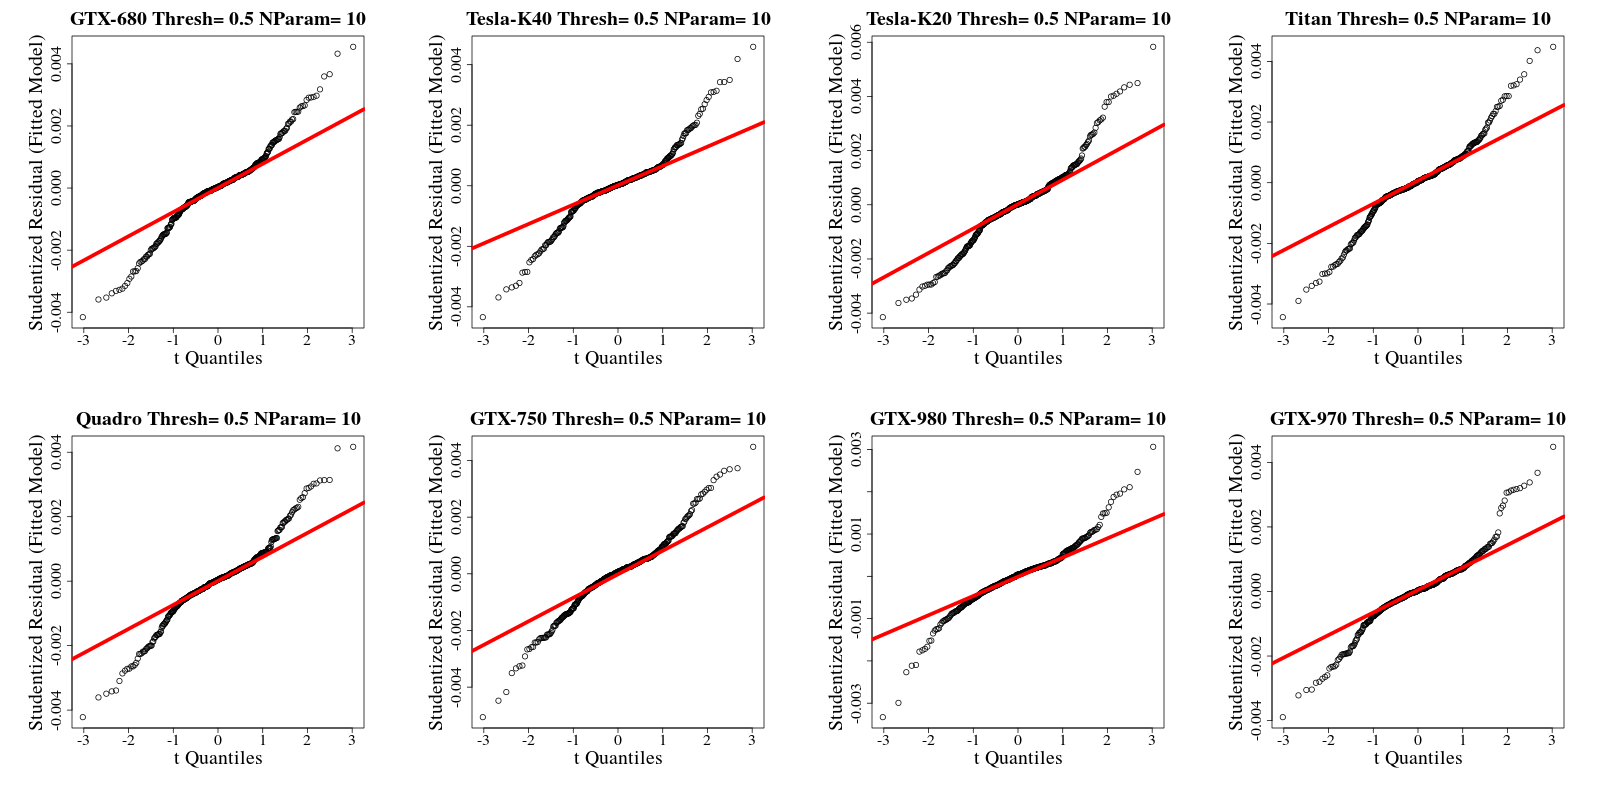 GTX-680 Thresh= 0.5 NParam= 10
Studentized Residual (Fitted Model)
-0.004 -0.002 0.000 0.002 0.004
-3 -2 -1 0 1 2 3
t Quantiles
Tesla-K40 Thresh= 0.5 NParam= 10
Studentized Residual (Fitted Model)
-0.004 -0.002 0.000 0.002 0.004
-3 -2 -1 0 1 2 3
t Quantiles
Tesla-K20 Thresh= 0.5 NParam= 10
Studentized Residual (Fitted Model)
-0.004 -0.002 0.000 0.002 0.004 0.006
-3 -2 -1 0 1 2 3
t Quantiles
Titan Thresh= 0.5 NParam= 10
Studentized Residual (Fitted Model)
-0.004 -0.002 0.000 0.002 0.004
-3 -2 -1 0 1 2 3
t Quantiles
Quadro Thresh= 0.5 NParam= 10
Studentized Residual (Fitted Model)
-0.004 -0.002 0.000 0.002 0.004
-3 -2 -1 0 1 2 3
t Quantiles
GTX-750 Thresh= 0.5 NParam= 10
Studentized Residual (Fitted Model)
-0.004 -0.002 0.000 0.002 0.004
-3 -2 -1 0 1 2 3
t Quantiles
GTX-980 Thresh= 0.5 NParam= 10
Studentized Residual (Fitted Model)
-0.003 -0.001 0.001 0.003
-3 -2 -1 0 1 2 3
t Quantiles
GTX-970 Thresh= 0.5 NParam= 10
Studentized Residual (Fitted Model)
-0.004 -0.002 0.000 0.002 0.004
-3 -2 -1 0 1 2 3
t Quantiles